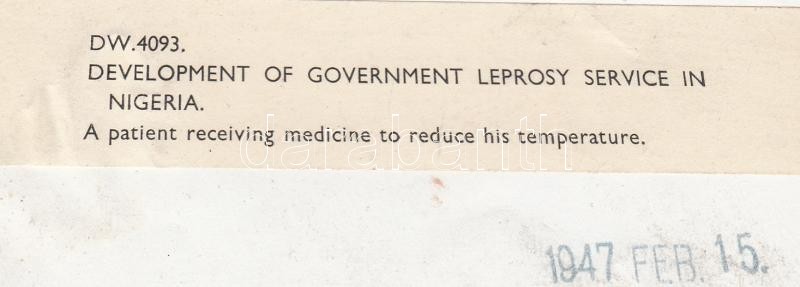 DW.4093.
DEVELOPMENT OF GOVERNMENT LEPROSY SERVICE IN
NIGERIA.
A patient receiving medicine to reduce his temperature.
darabanth
1947 FEB. 15.